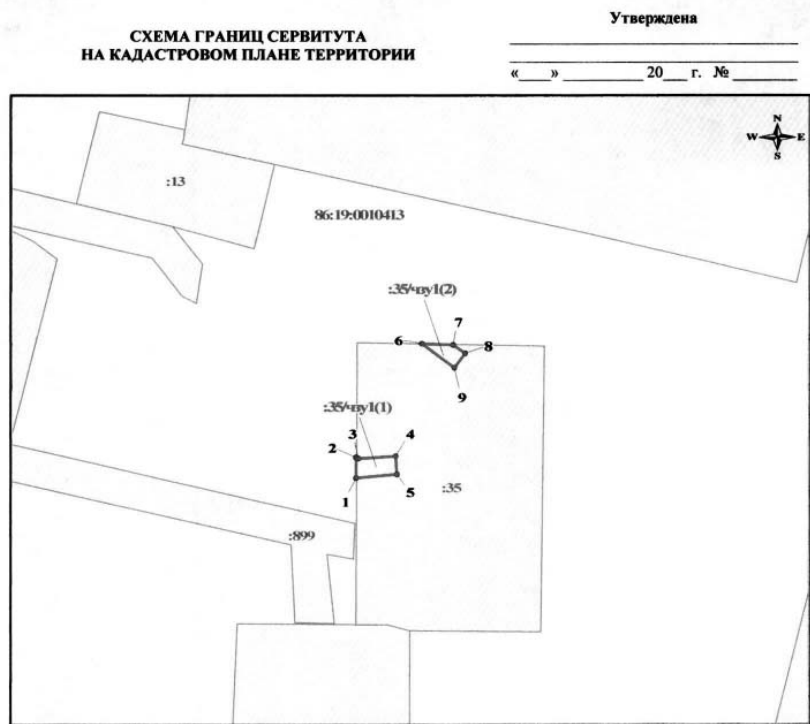 Утверждена
СХЕМА ГРАНИЦ СЕРВИТУТА
НА КАДАСТРОВОМ ПЛАНЕ ТЕРРИТОРИИ
«____» __________ 20___ г. № ________
N
W E
S
:13
86:19:0010413
:35/чзу1(2)
7
6
8
9
:35/чзу1(1)
3
4
2
1
5
:35
:899